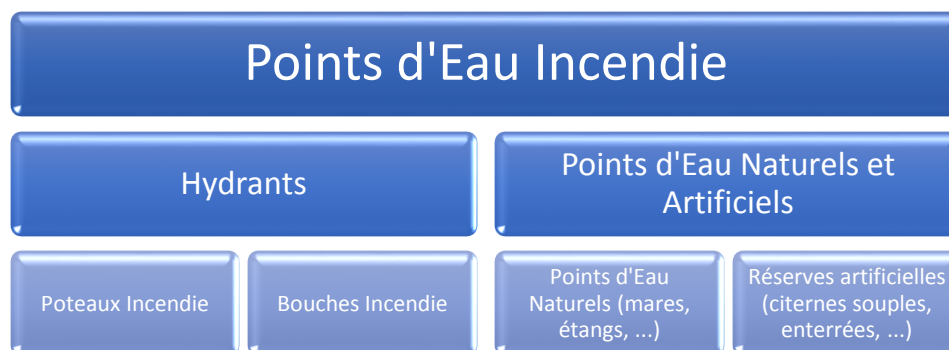 Points d'Eau Incendie
Hydrants
Points d'Eau Naturels et
Artificiels
Poteaux Incendie
Bouches Incendie
Points d'Eau
Naturels (mares,
étangs, ...)
Réserves artificielles
(citernes souples,
enterrées, ...)